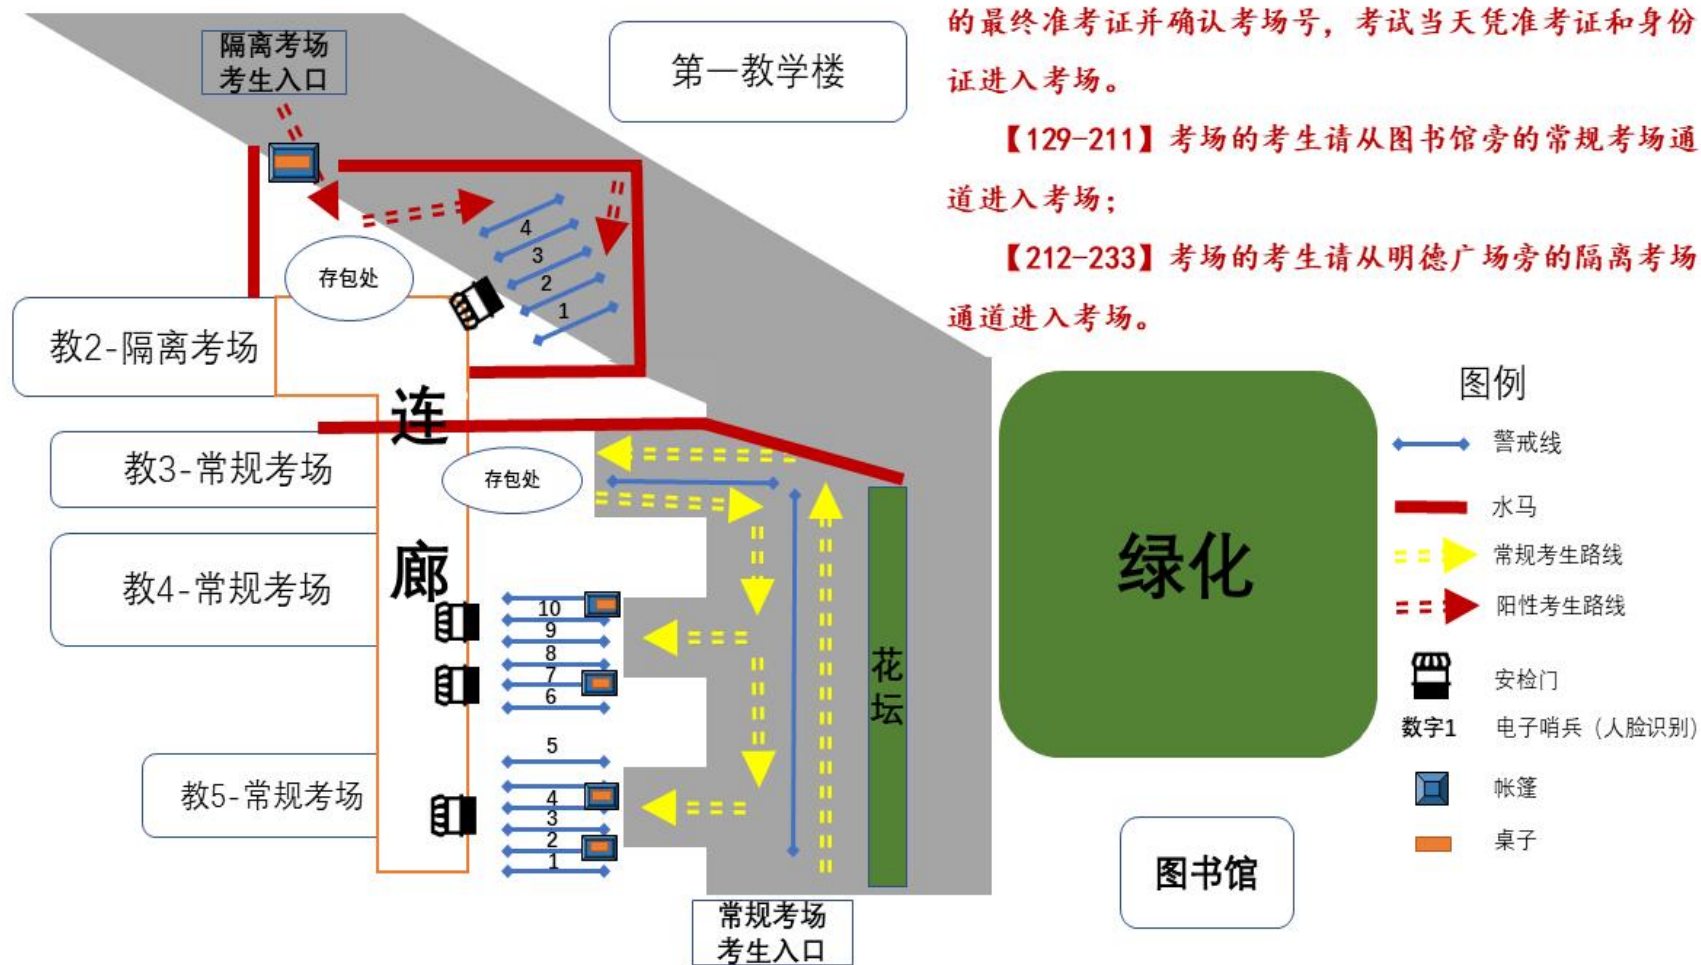 的最终准考证并确认考场号，考试当天凭准考证和身份
证进入考场。
【129-211】考场的考生请从图书馆旁的常规考场通
道进入考场；
【212-233】考场的考生请从明德广场旁的隔离考场
通道进入考场。
隔离考场
考生入口
第一教学楼
4
3
2
1
存包处
教2-隔离考场
连
廊
教3-常规考场
存包处
教4-常规考场
10
9
8
7
6
5
4
3
2
1
教5-常规考场
花
坛
绿化
图书馆
常规考场
考生入口
图例
警戒线
水马
常规考生路线
阳性考生路线
安检门
数字1 电子哨兵（人脸识别）
帐篷
桌子